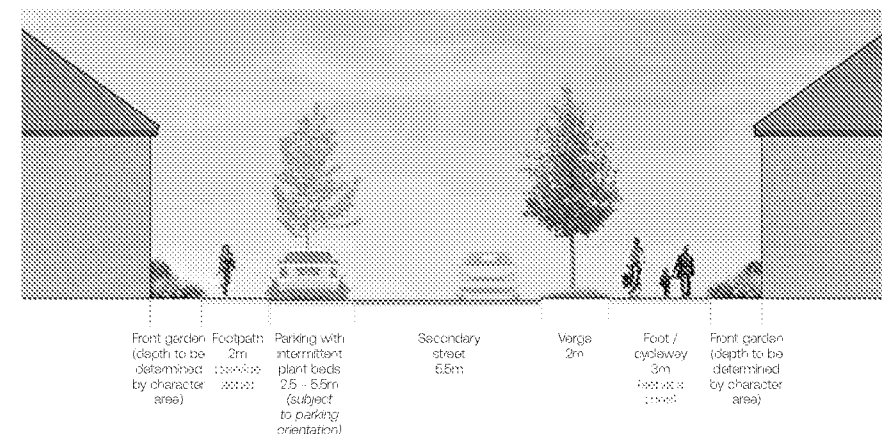 Front garden
(depth to be
determined
by character
area)
Footpath
2m
Parking with
intermittent
plant beds
2.5 - 5.5m
(subject
to parking
orientation)
Secondary
street
5.5m
Verge
2m
Foot /
cycleway
3m
Front garden
(depth to be
determined
by character
area)